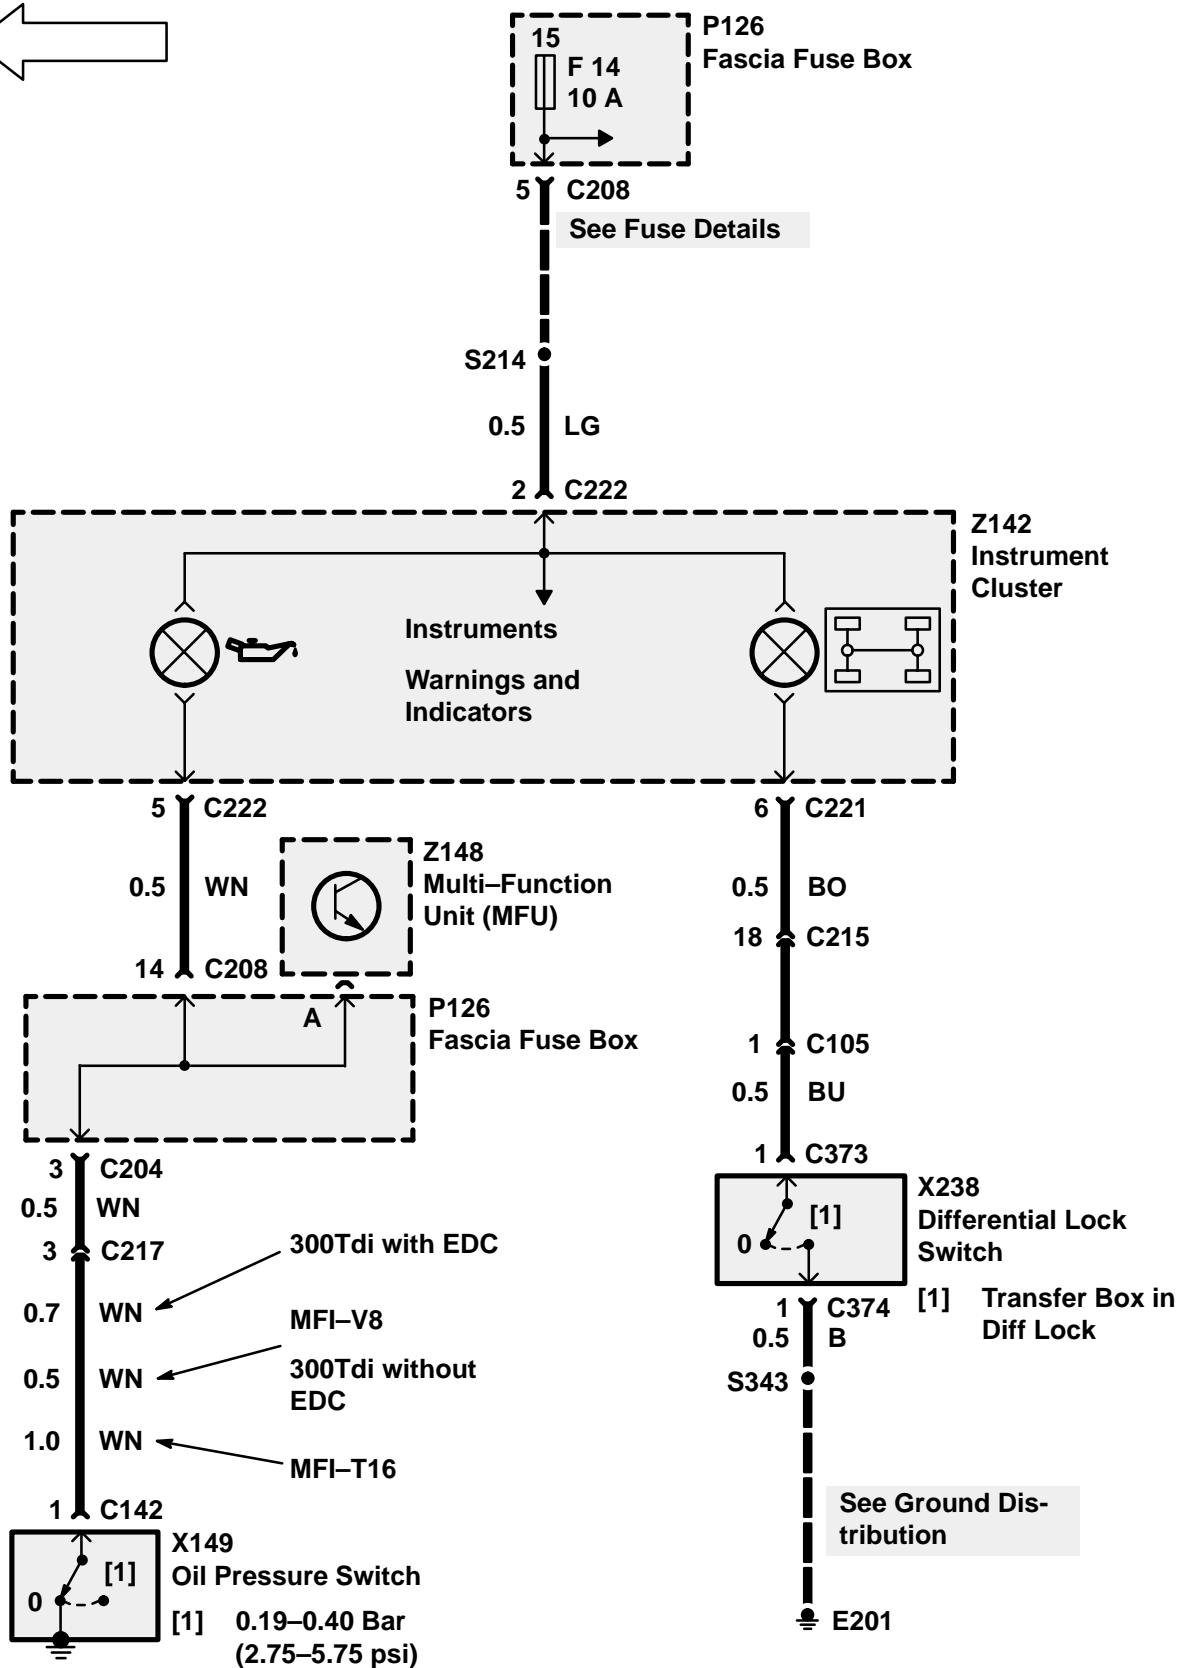 P126
Fascia Fuse Box
15
F 14
10 A
5 C208
See Fuse Details
S214
0.5 LG
2 C222
Z142
Instrument
Cluster
Instruments
Warnings and
Indicators
5 C222
6 C221
Z148
Multi–Function
Unit (MFU)
0.5 WN
0.5 BO
18 C215
14 C208
A
P126
Fascia Fuse Box
1 C105
0.5 BU
1 C373
3 C204
0.5 WN
3 C217
X238
Differential Lock
Switch
[1]
0
300Tdi with EDC
0.7 WN
MFI–V8
300Tdi without
EDC
0.5 WN
1.0 WN
MFI–T16
1 C374
0.5 B
[1] Transfer Box in
Diff Lock
S343
See Ground Dis-
tribution
1 C142
X149
Oil Pressure Switch
[1]
0
[1] 0.19–0.40 Bar
(2.75–5.75 psi)
E201